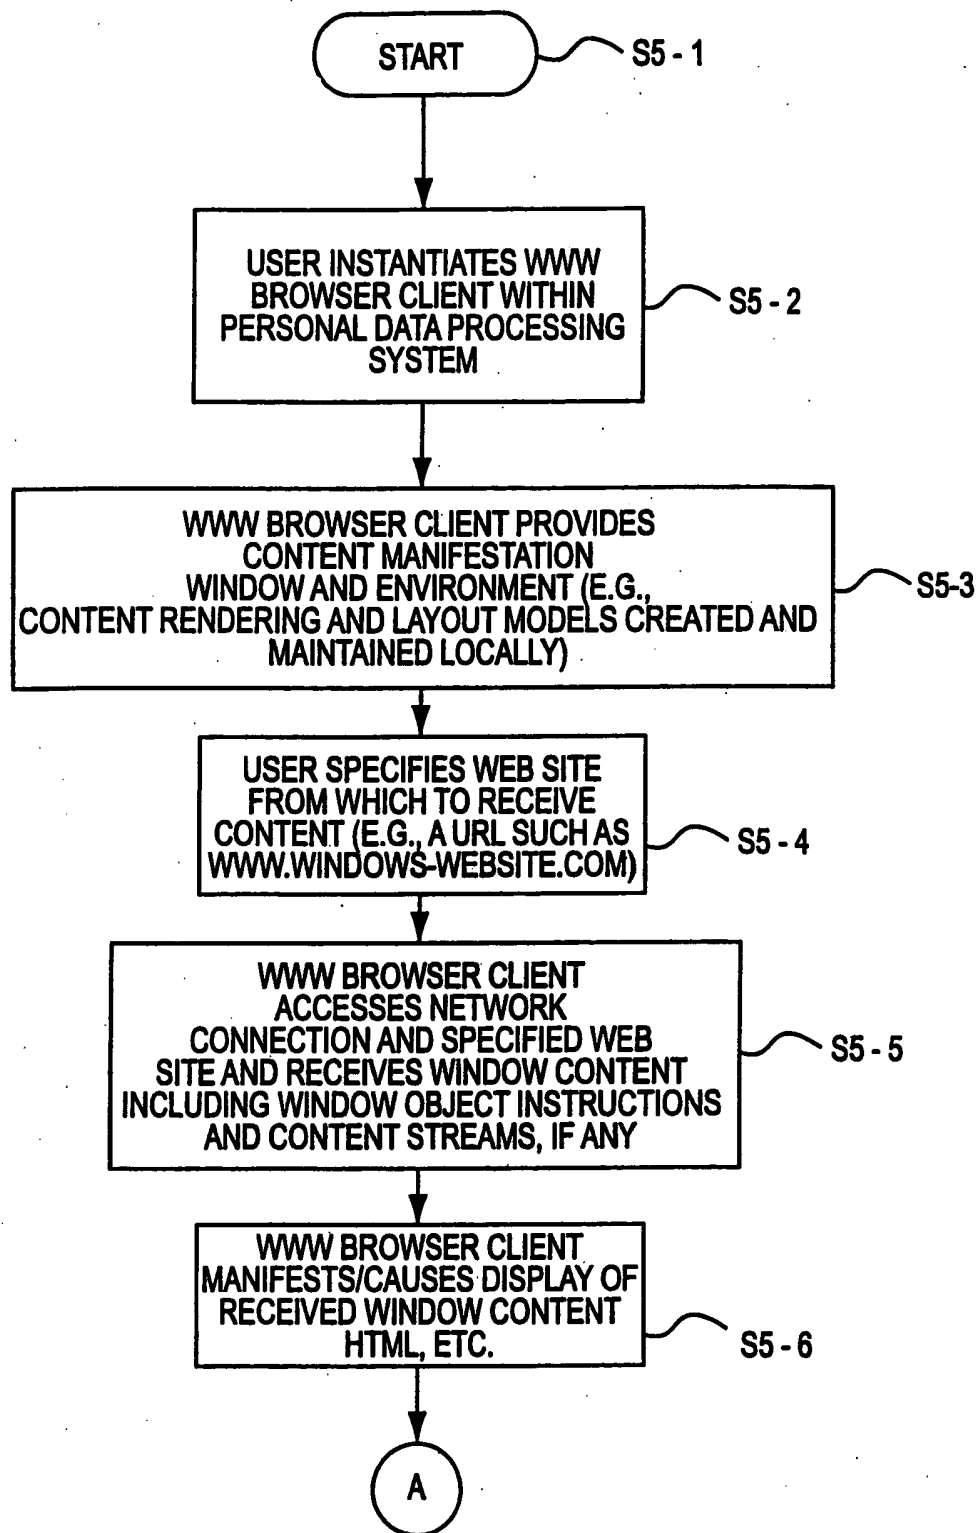 START
S5 - 1
USER INSTANTIATES WWW
BROWSER CLIENT WITHIN
PERSONAL DATA PROCESSING
SYSTEM
S5 - 2
WWW BROWSER CLIENT PROVIDES
CONTENT MANIFESTATION
WINDOW AND ENVIRONMENT (E.G.,
CONTENT RENDERING AND LAYOUT MODELS CREATED AND
MAINTAINED LOCALLY)
S5-3
USER SPECIFIES WEB SITE
FROM WHICH TO RECEIVE
CONTENT (E.G., A URL SUCH AS
WWW.WINDOWS-WEBSITE.COM)
S5 - 4
WWW BROWSER CLIENT
ACCESSES NETWORK
CONNECTION AND SPECIFIED WEB
SITE AND RECEIVES WINDOW CONTENT
INCLUDING WINDOW OBJECT INSTRUCTIONS
AND CONTENT STREAMS, IF ANY
S5 - 5
WWW BROWSER CLIENT
MANIFESTS/CAUSES DISPLAY OF
RECEIVED WINDOW CONTENT
HTML, ETC.
S5 - 6
A